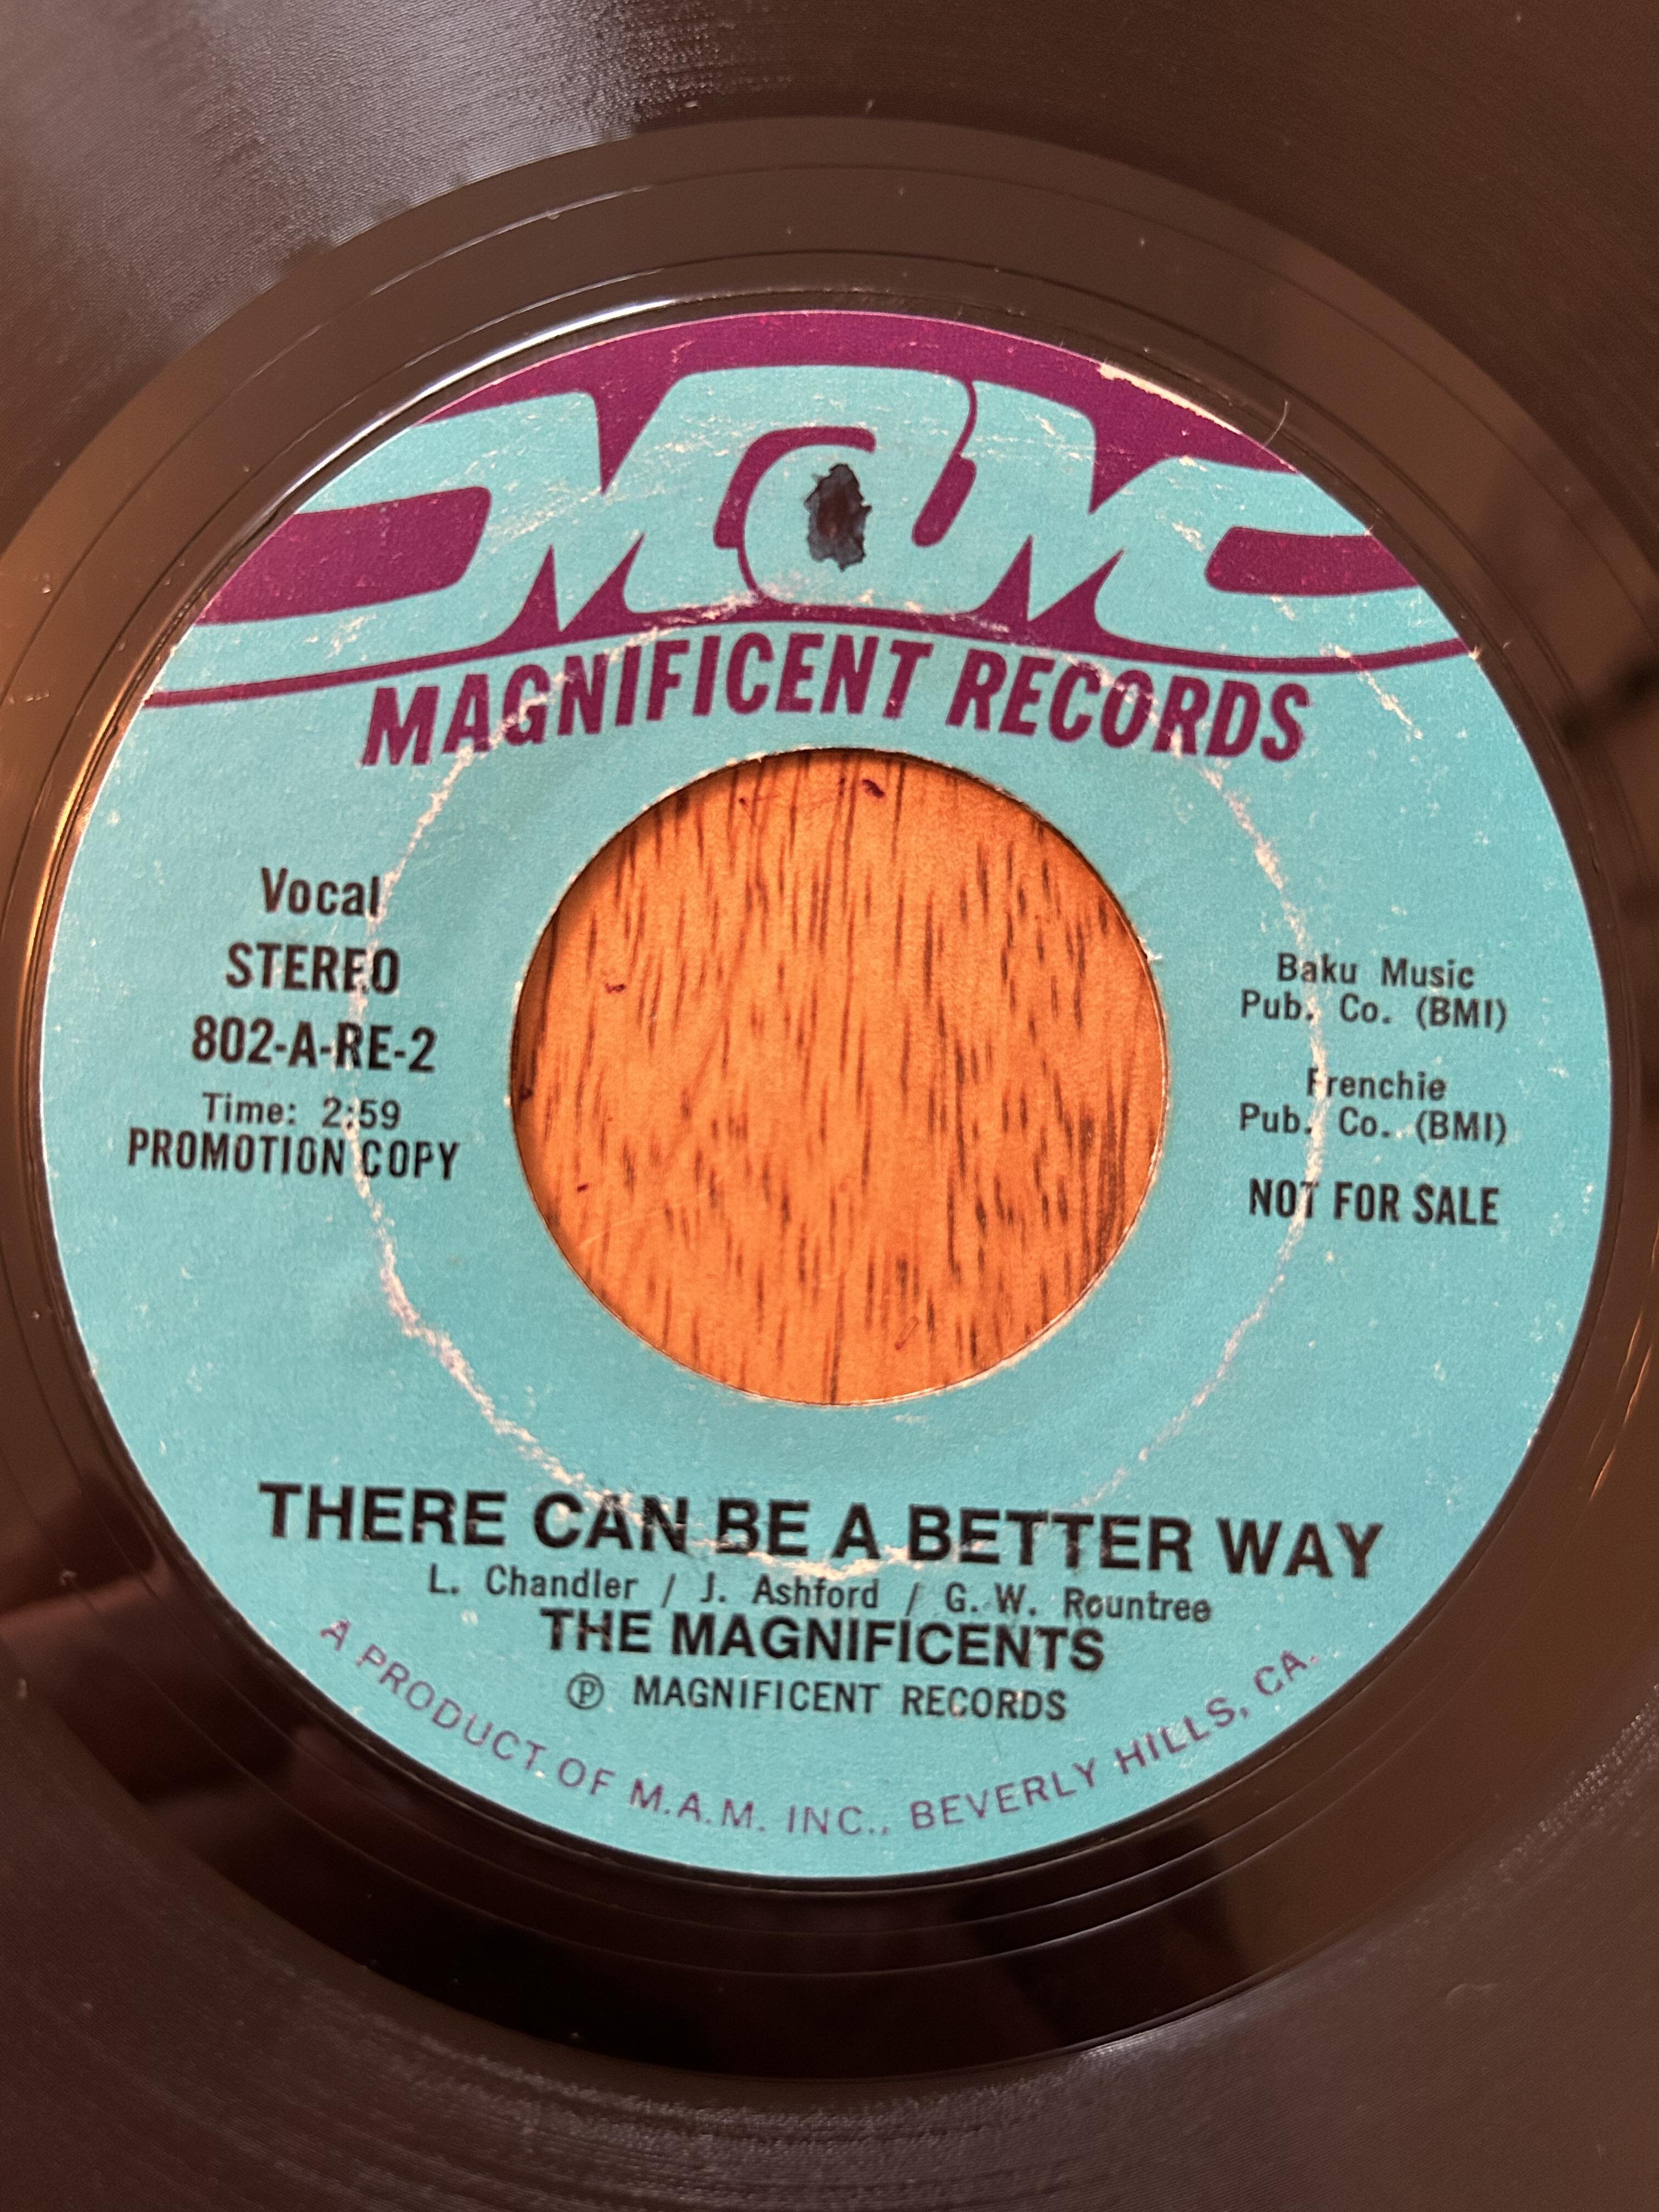 MAM
MAGNIFICENT RECORDS
Vocal
STEREO
802-A-RE-2
Time: 2:59
PROMOTION COPY
Baku Music
Pub. Co. (BMI)
Frenchie
Pub. Co. (BMI)
NOT FOR SALE
THERE CAN BE A BETTER WAY
L. Chandler / J. Ashford / G. W. Rountree
THE MAGNIFICENTS
℗ MAGNIFICENT RECORDS
A PRODUCT OF M.A.M. INC., BEVERLY HILLS, CA.